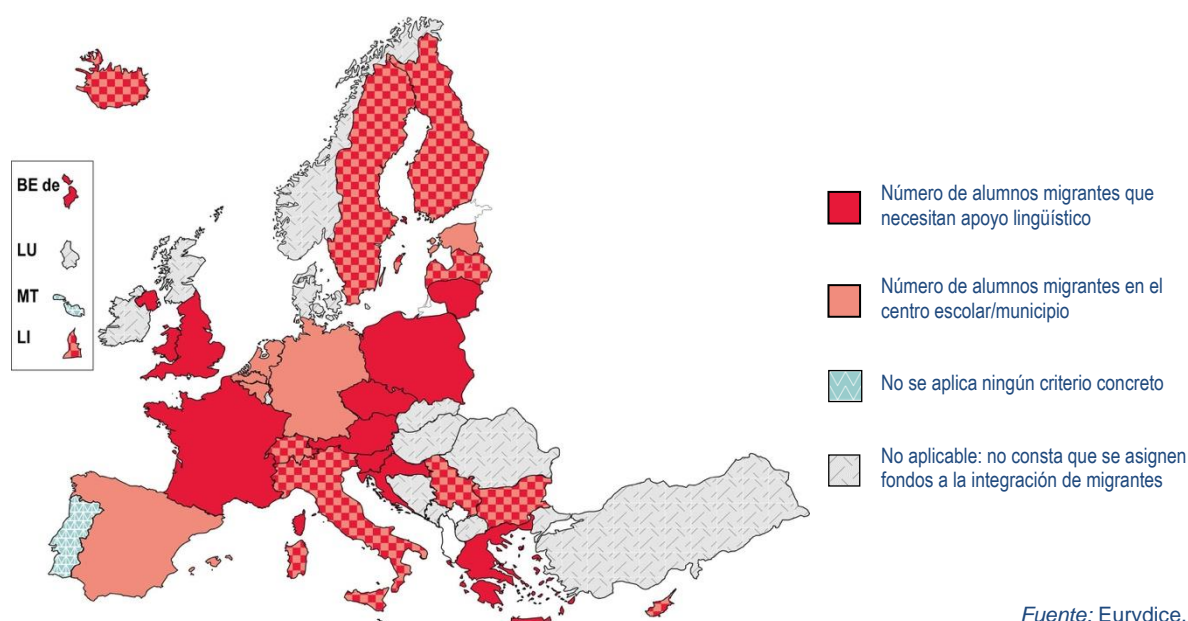 BE de
LU
MT
LI
Número de alumnos migrantes que
necesitan apoyo lingüístico
Número de alumnos migrantes en el
centro escolar/municipio
No se aplica ningún criterio concreto
No aplicable: no consta que se asignen
fondos a la integración de migrantes
Fuente: Eurydice.